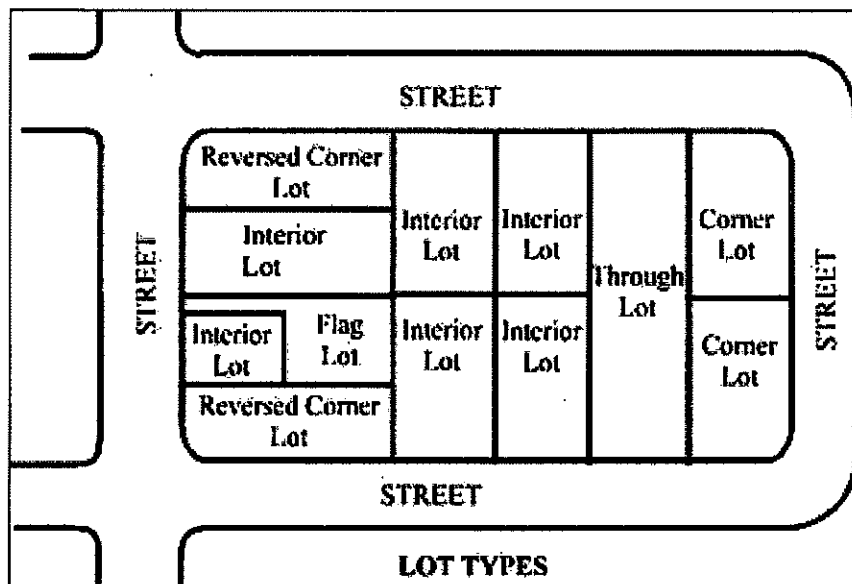 STREET
Reversed Corner
Lot
Interior
Lot
Interior
Lot
Interior
Lot
Corner
Lot
STREET
Through
Lot
STREET
Interior
Lot
Flag
Lot
Interior
Lot
Interior
Lot
Corner
Lot
Reversed Corner
Lot
STREET
LOT TYPES